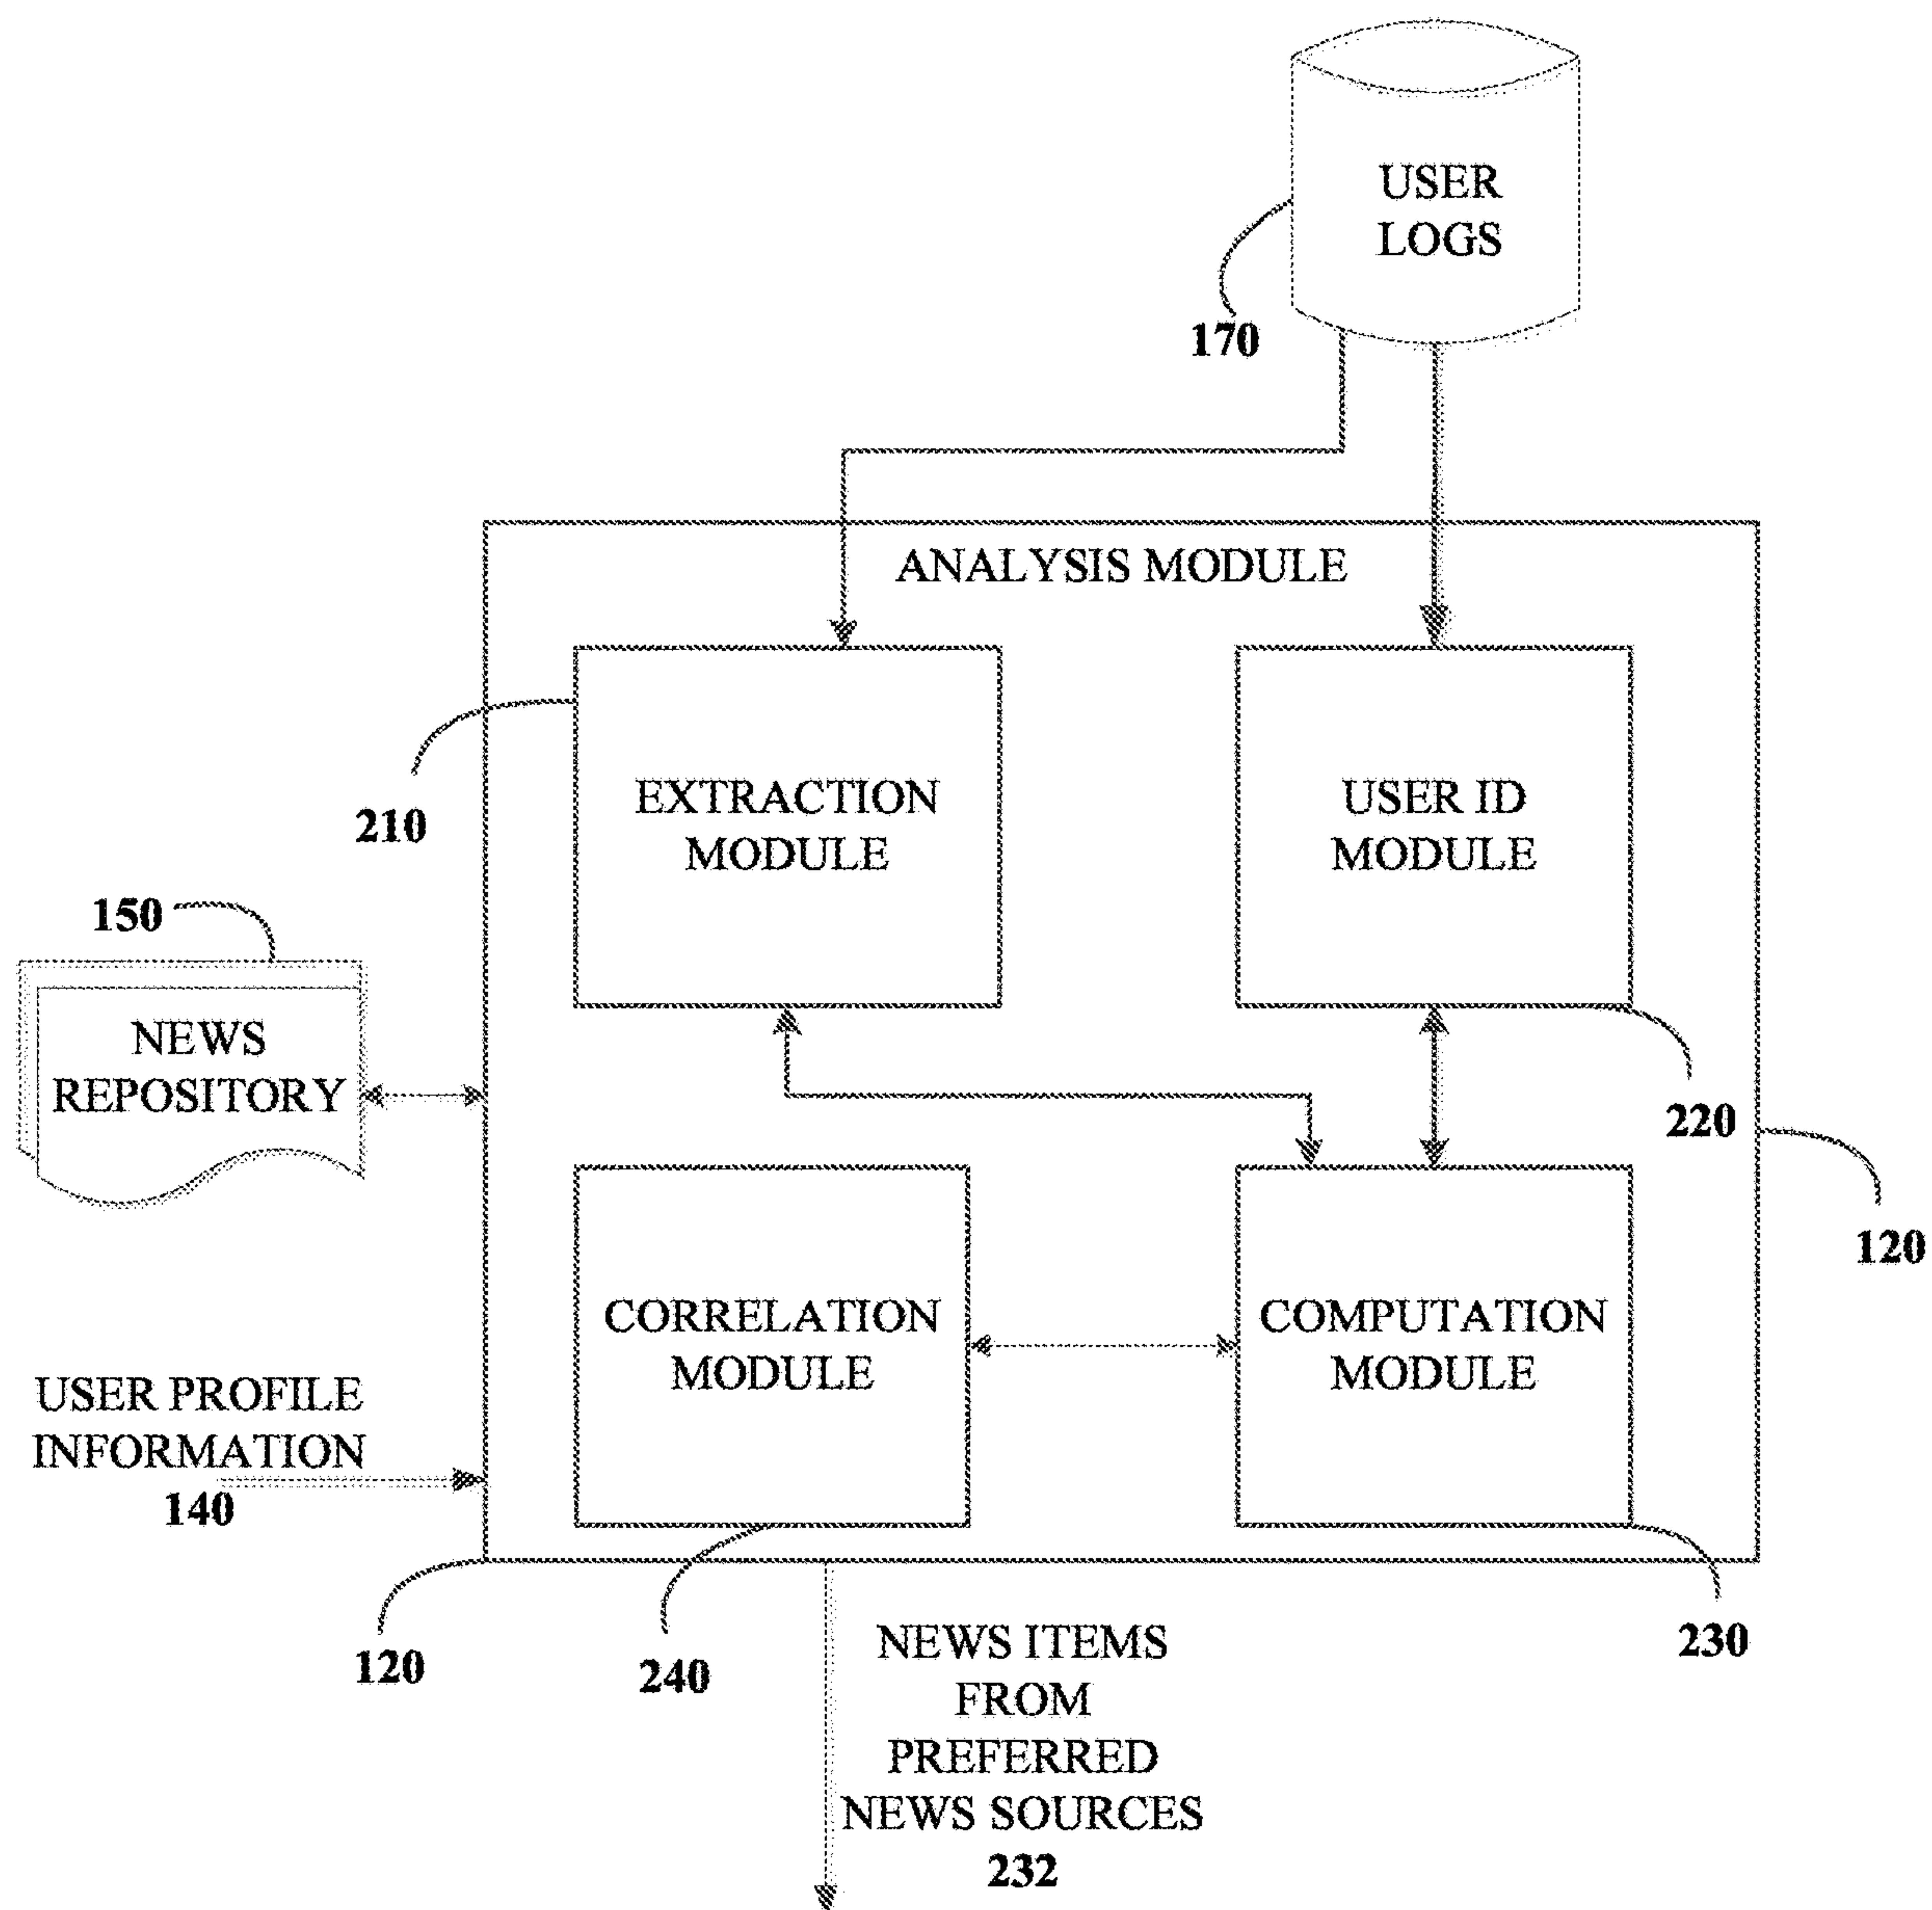 USER
LOGS
170
ANALYSIS MODULE
EXTRACTION
MODULE
210
USER ID
MODULE
220
150
NEWS
REPOSITORY
120
CORRELATION
MODULE
240
COMPUTATION
MODULE
230
USER PROFILE
INFORMATION
140
120
NEWS ITEMS
FROM
PREFERRED
NEWS SOURCES
232